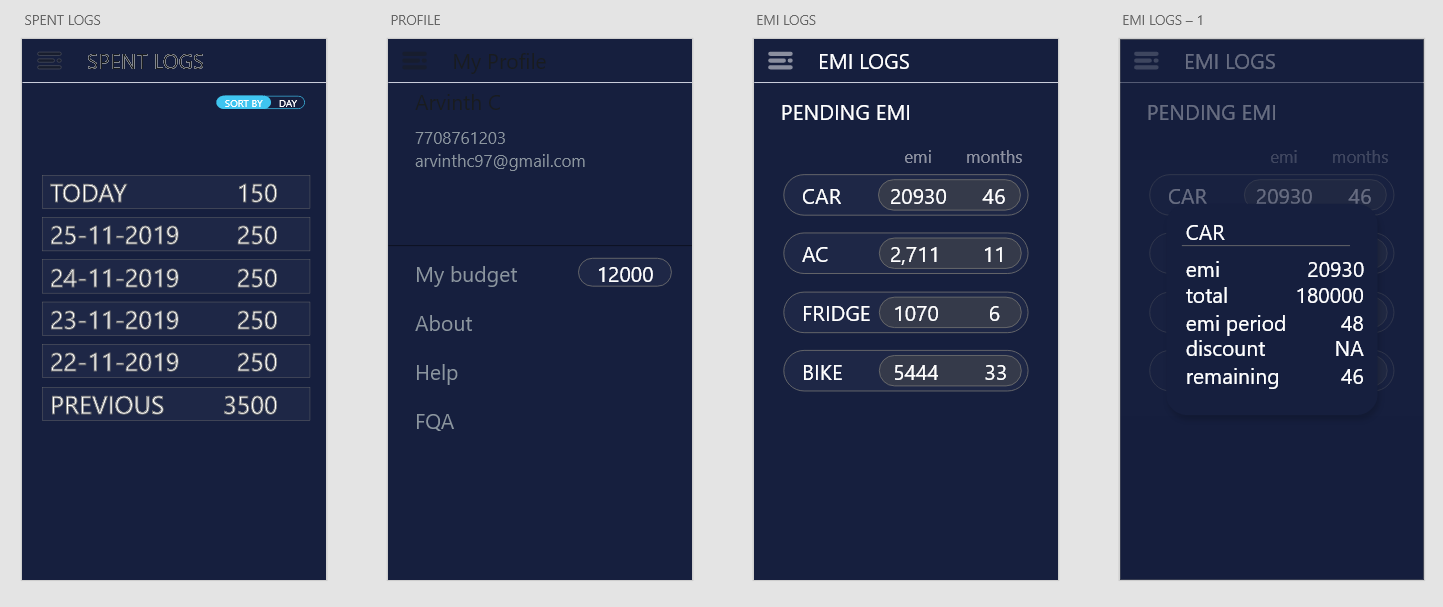 SPENT LOGS
SPENT LOGS
SORT BY DAY
TODAY 150
25-11-2019 250
24-11-2019 250
23-11-2019 250
22-11-2019 250
PREVIOUS 3500
PROFILE
My Profile
Arvinth C
7708761203
arvinthc97@gmail.com
My budget 12000
About
Help
FQA
EMI LOGS
EMI LOGS
PENDING EMI
emi months
CAR 20930 46
AC 2,711 11
FRIDGE 1070 6
BIKE 5444 33
EMI LOGS – 1
EMI LOGS
PENDING EMI
emi months
CAR 20930 46
CAR
emi 20930
total 180000
emi period 48
discount NA
remaining 46